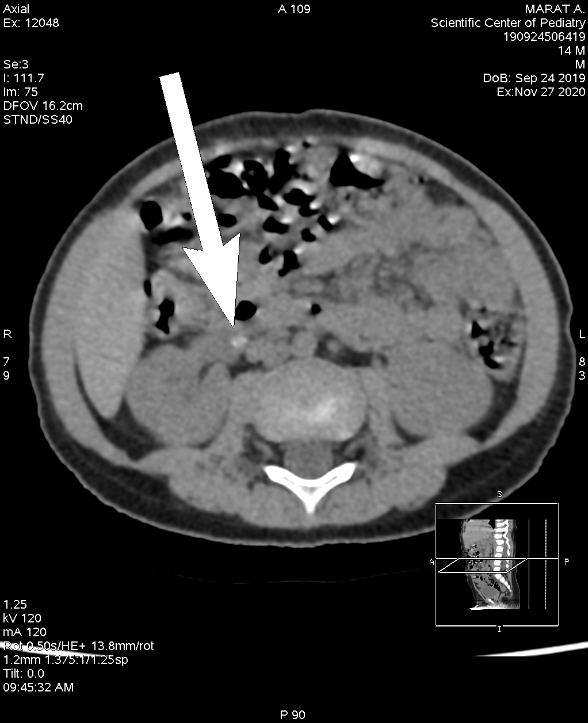 Axial
Ex: 12048
A 109
MARAT A.
Scientific Center of Pediatry
190924506419
14 M
M
DoB: Sep 24 2019
Ex:Nov 27 2020
Se:3
I: 111.7
Im: 75
DFOV 16.2cm
STND/SS40
R
7
9
L
8
3
S
A
P
I
1.25
kV 120
mA 120
Rot 0.50s/HE+ 13.8mm/rot
1.2mm 1.375:1/1.25sp
Tilt: 0.0
09:45:32 AM
P 90